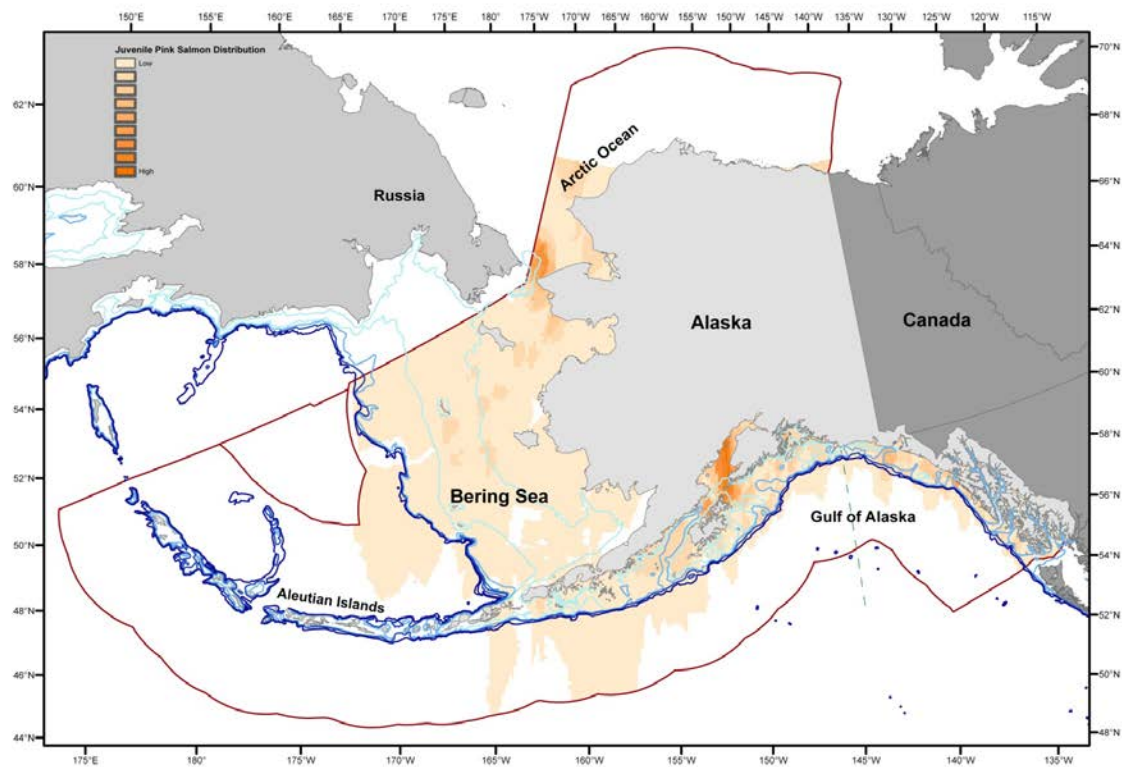 150°E 155°E 160°E 165°E 170°E 175°E 180° 175°W 170°W 165°W 160°W 155°W 150°W 145°W 140°W 135°W 130°W 125°W 120°W 115°W
Juvenile Pink Salmon Distribution
Low
High
70°N
62°N
68°N
Arctic Ocean
60°N
Russia
66°N
64°N
58°N
62°N
56°N
Alaska
Canada
60°N
54°N
58°N
52°N
Bering Sea
56°N
Gulf of Alaska
50°N
54°N
Aleutian Islands
48°N
52°N
46°N
50°N
44°N
48°N
175°E 180° 175°W 170°W 165°W 160°W 155°W 150°W 145°W 140°W 135°W